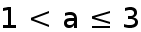 1 < a ≤ 3